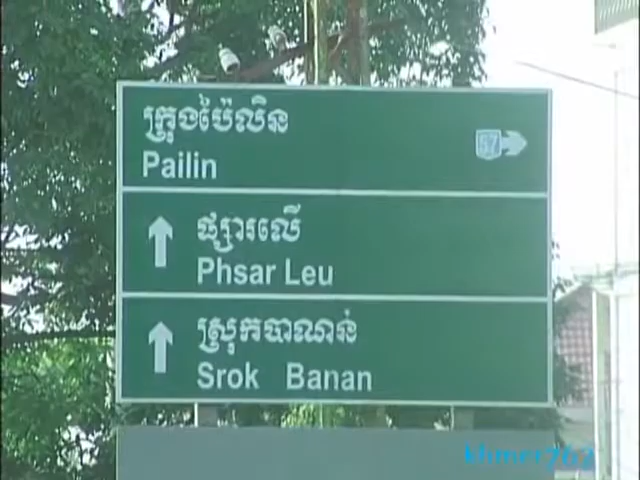 ក្រុងប៉ៃលិន
Pailin
57
ផ្សារលើ
Phsar Leu
ស្រុកបាណន់
Srok Banan
khmer762